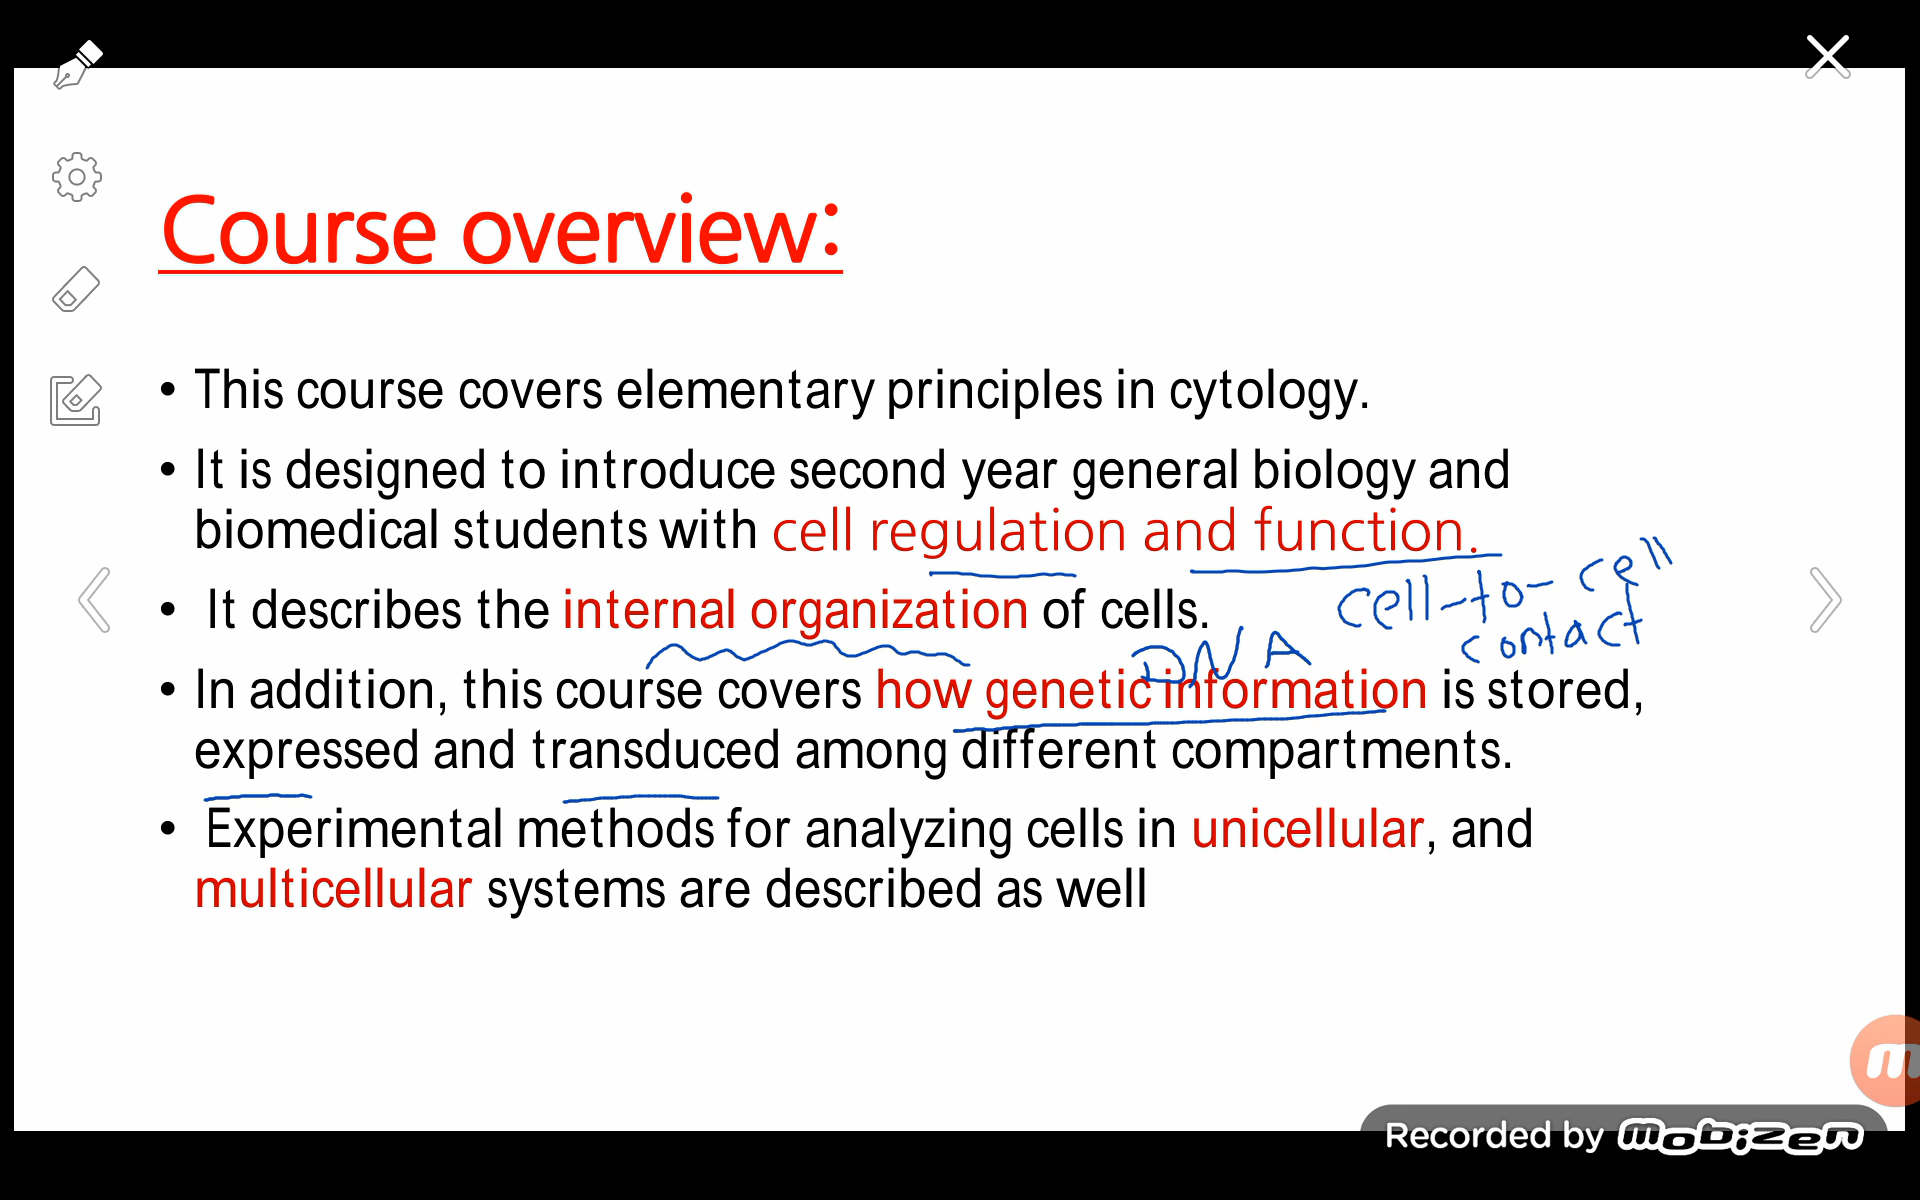 Course overview:
• This course covers elementary principles in cytology.
• It is designed to introduce second year general biology and
biomedical students with cell regulation and function.
• It describes the internal organization of cells.
cell-to-cell
contact
DNA
• In addition, this course covers how genetic information is stored,
expressed and transduced among different compartments.
• Experimental methods for analyzing cells in unicellular, and
multicellular systems are described as well
Recorded by mobizen